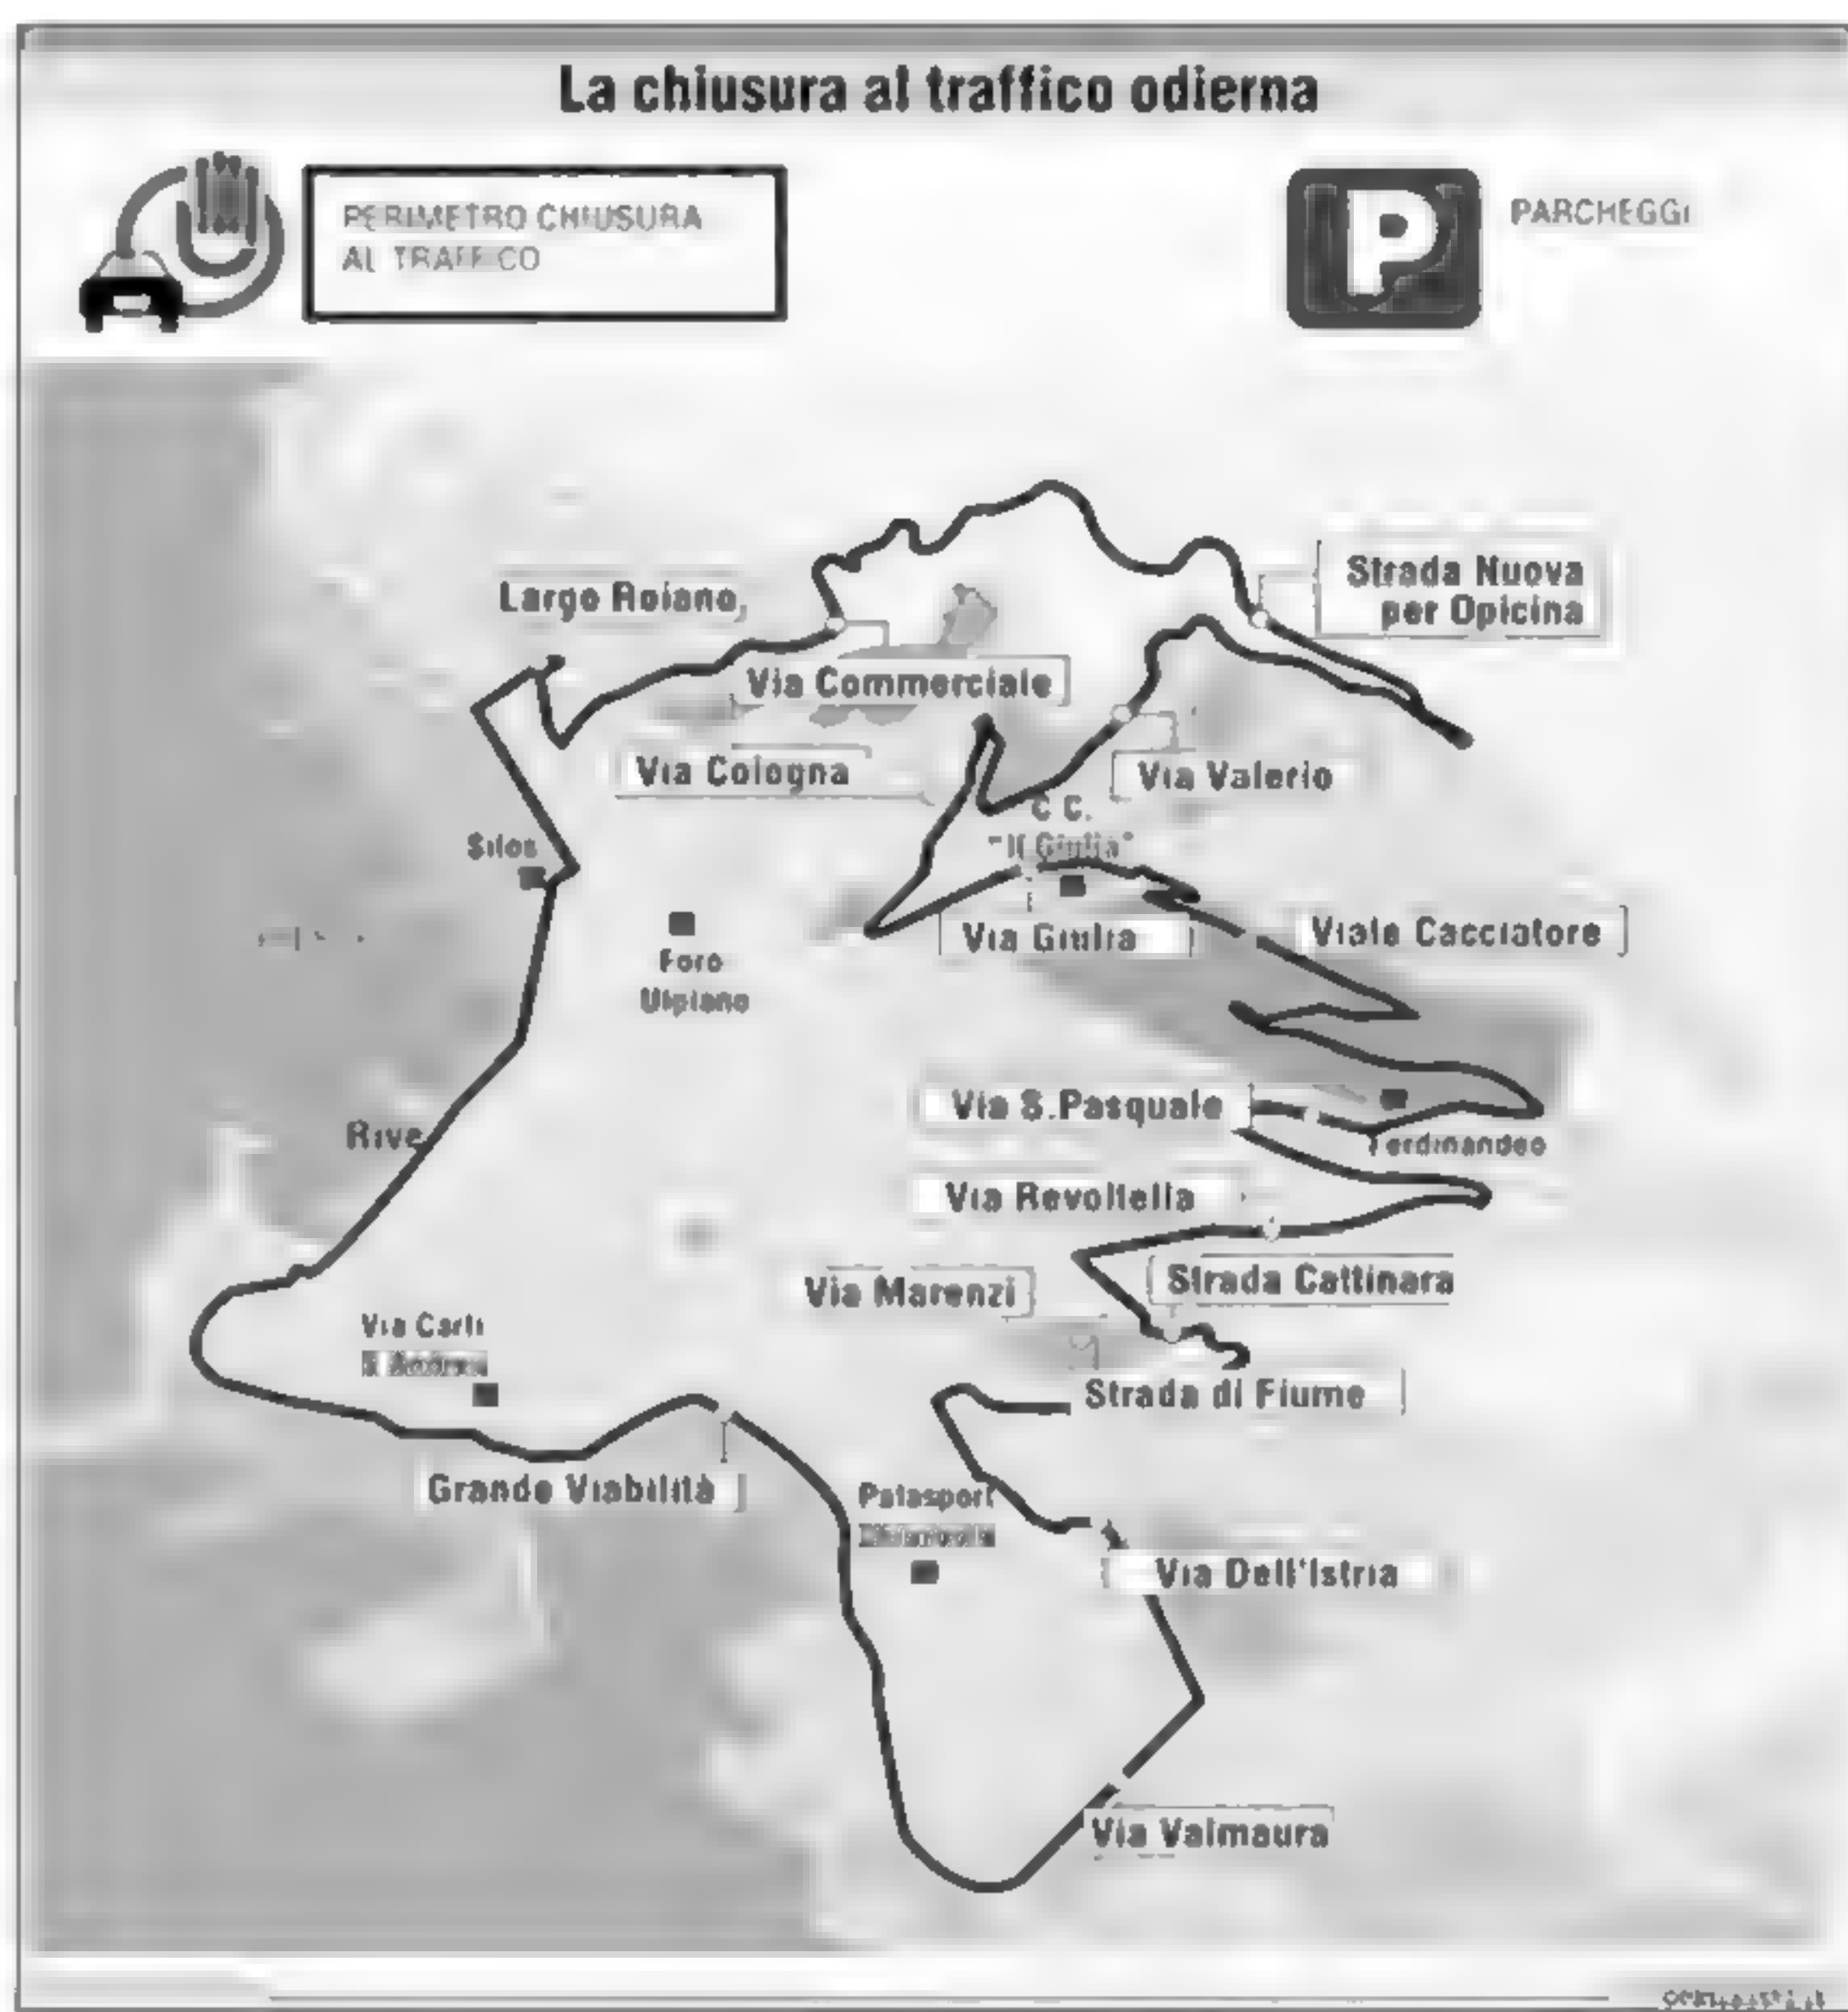 La chiusura al traffico odierna
PERIMETRO CHIUSURA
AL TRAFFICO
P
PARCHEGGI
Strada Nuova
per Opicina
Largo Roiano
Via Commerciale
Via Cologna
Via Valerio
C.C.
"Il Giulia"
Silos
Via Giulia
Viale Cacciatore
Foro
Ulpiano
Via S.Pasquale
Rive
Ferdinandeo
Via Revoltella
Via Marenzi
Strada Cattinara
Via Carli
Strada di Fiume
Grande Viabilità
Palasport
Via Dell'Istria
Via Valmaura